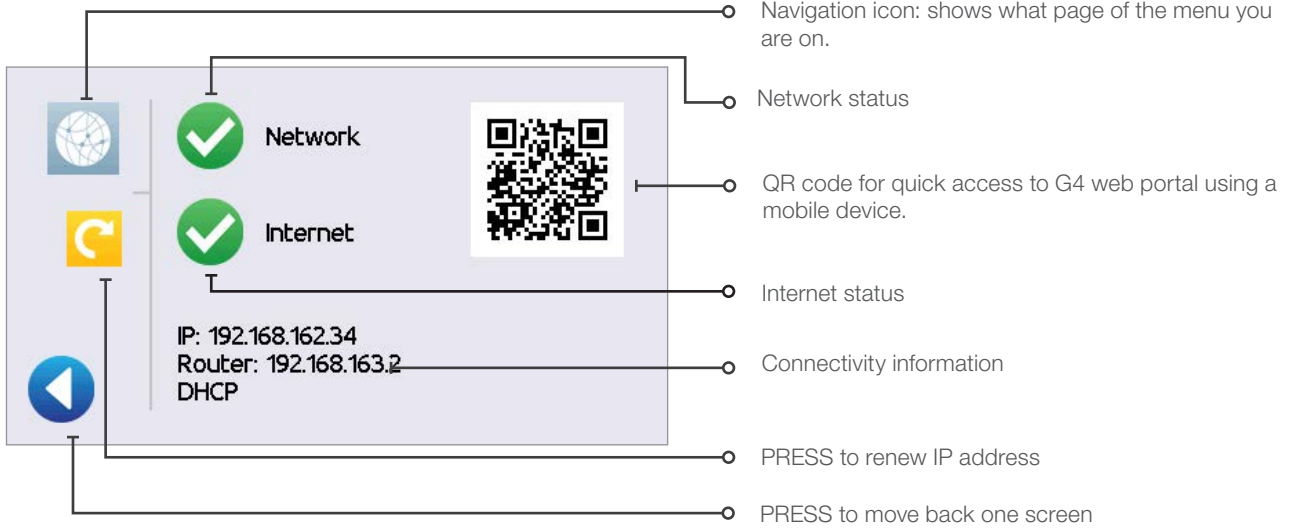 Navigation icon: shows what page of the menu you
are on.
Network status
Network
QR code for quick access to G4 web portal using a
mobile device.
Internet
Internet status
IP: 192.168.162.34
Router: 192.168.163.2
DHCP
Connectivity information
PRESS to renew IP address
PRESS to move back one screen